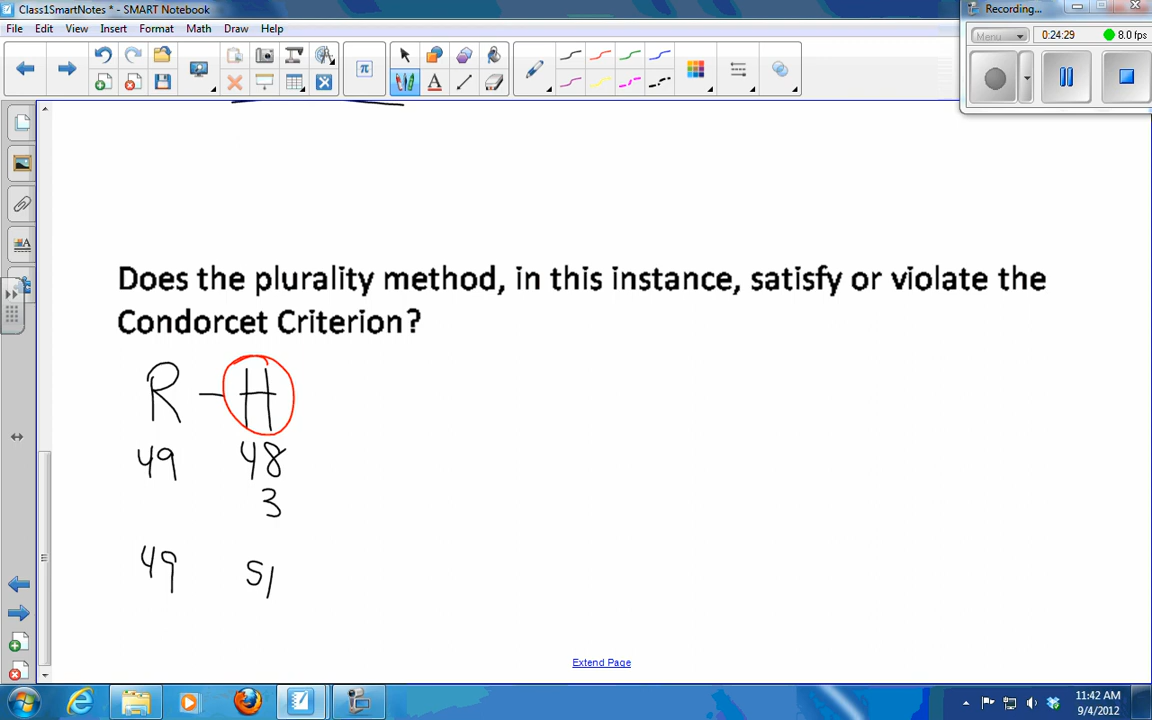 Class1SmartNotes * - SMART Notebook
Recording...
File Edit View Insert Format Math Draw Help
Menu
0:24:29
8.0 fps
Does the plurality method, in this instance, satisfy or violate the
Condorcet Criterion?
R - H
49 48
3
49 51
Extend Page
11:42 AM
9/4/2012